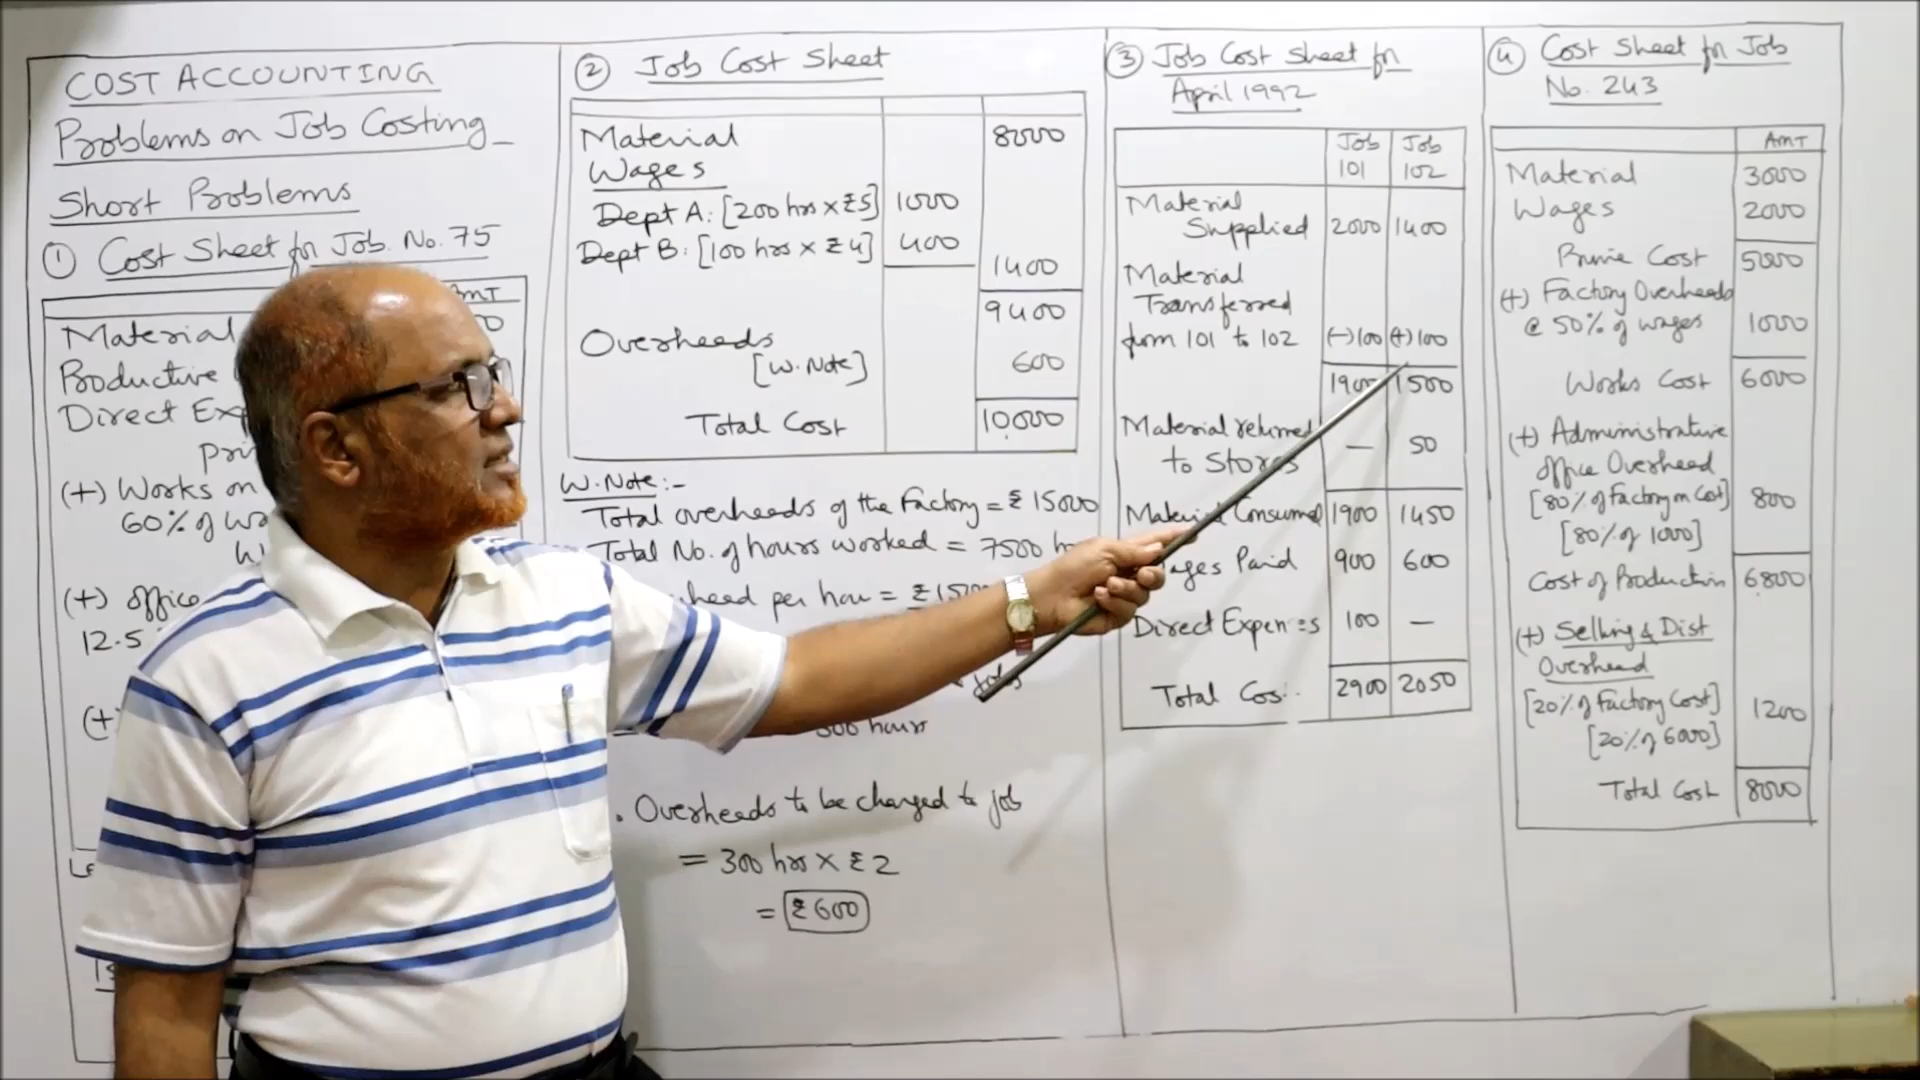 COST ACCOUNTING
Problems on Job Costing
Short Problems
① Cost Sheet for Job. No. 75
AMT
Material
Productive
Direct Exp
(+) Works on
60% of
(+) office
12.5
(+)
② Job Cost Sheet
Material 8000
Wages
Dept A: [200 hrs x ₹5] 1000
Dept B: [100 hrs x ₹4] 400
1400
9400
Overheads
[W.Note] 600
Total Cost 10,000
W.Note:-
Total overheads of the Factory = ₹ 15000
Total No. of hours worked = 7500
per hour =
Jobs
300 hours
Overheads to be charged to job
= 300 hrs x ₹2
= ₹600
③ Job Cost Sheet for
April 1992
Job 101 Job 102
Material
Supplied 2000 1400
Material
Transferred
from 101 to 102 (-)100 (+)100
1900 1500
Material returned
to Stores — 50
Material Consumed 1900 1450
Wages Paid 900 600
Direct Expenses 100 —
Total Cos 2900 2050
④ Cost Sheet for Job
No. 243
AMT
Material 3000
Wages 2000
Prime Cost 5000
(+) Factory Overheads
@ 50% of wages 1000
Works Cost 6000
(+) Administrative
office Overhead
[80% of Factory on Cost] 800
[80% of 1000]
Cost of Production 6800
(+) Selling & Dist
Overhead
[20% of Factory Cost] 1200
[20% of 6000]
Total Cost 8000